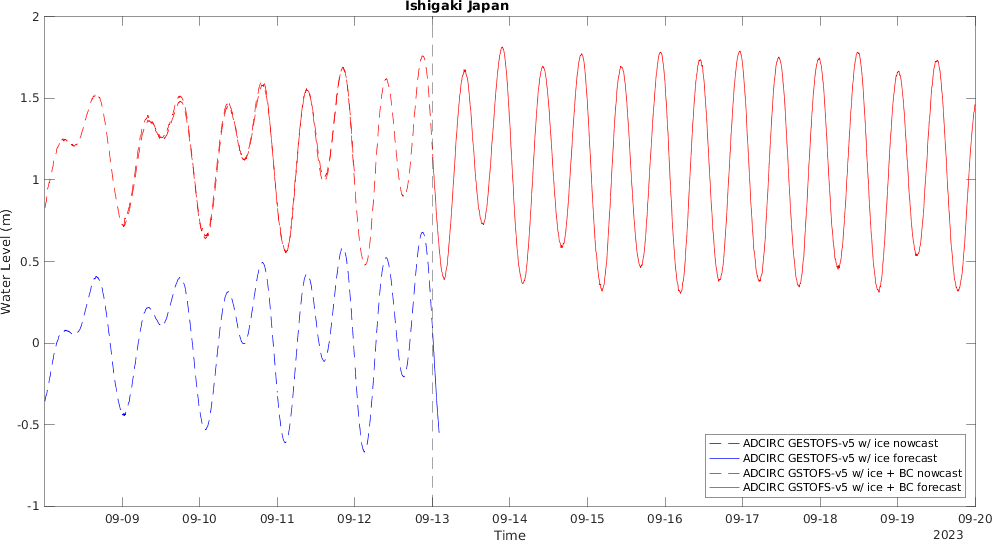 Ishigaki Japan
2
1.5
1
0.5
0
-0.5
-1
Water Level (m)
ADCIRC GESTOFS-v5 w/ ice nowcast
ADCIRC GESTOFS-v5 w/ ice forecast
ADCIRC GSTOFS-v5 w/ ice + BC nowcast
ADCIRC GSTOFS-v5 w/ ice + BC forecast
09-09 09-10 09-11 09-12 09-13 09-14 09-15 09-16 09-17 09-18 09-19 09-20
Time
2023